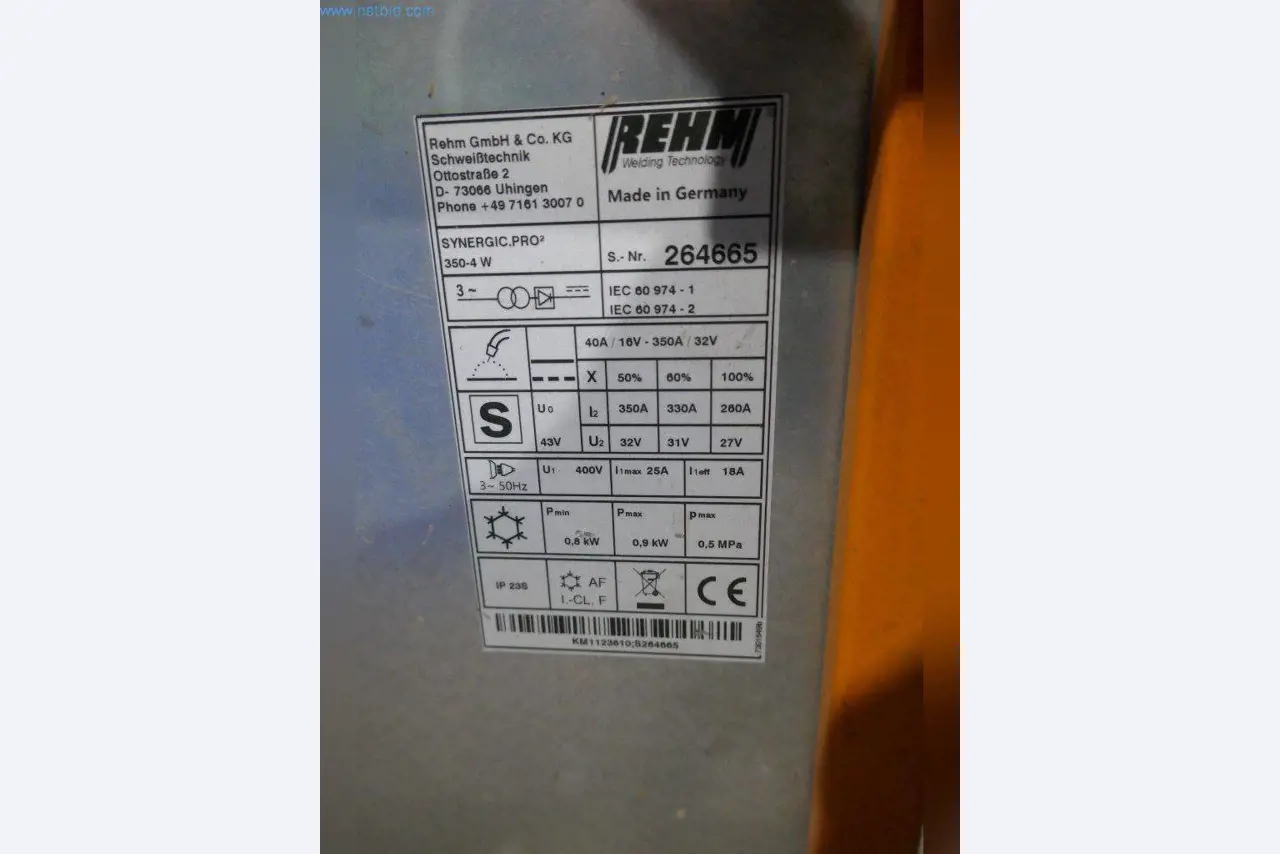 www.netbid.com
Rehm GmbH & Co. KG
Schweißtechnik
Ottostraße 2
D- 73066 Uhingen
Phone +49 7161 3007 0
REHM
Welding Technology
Made in Germany
SYNERGIC.PRO²
350-4 W
S.- Nr. 264665
3 ~
IEC 60 974 - 1
IEC 60 974 - 2
40A / 16V - 350A / 32V
X 50% 60% 100%
S
U0
43V
I2 350A 330A 260A
U2 32V 31V 27V
3~ 50Hz
U1 400V
I1max 25A
I1eff 18A
Pmin
0,8 kW
Pmax
0,9 kW
pmax
0,5 MPa
IP 23S
AF
I.-CL. F
CE
KM1123610;S264665